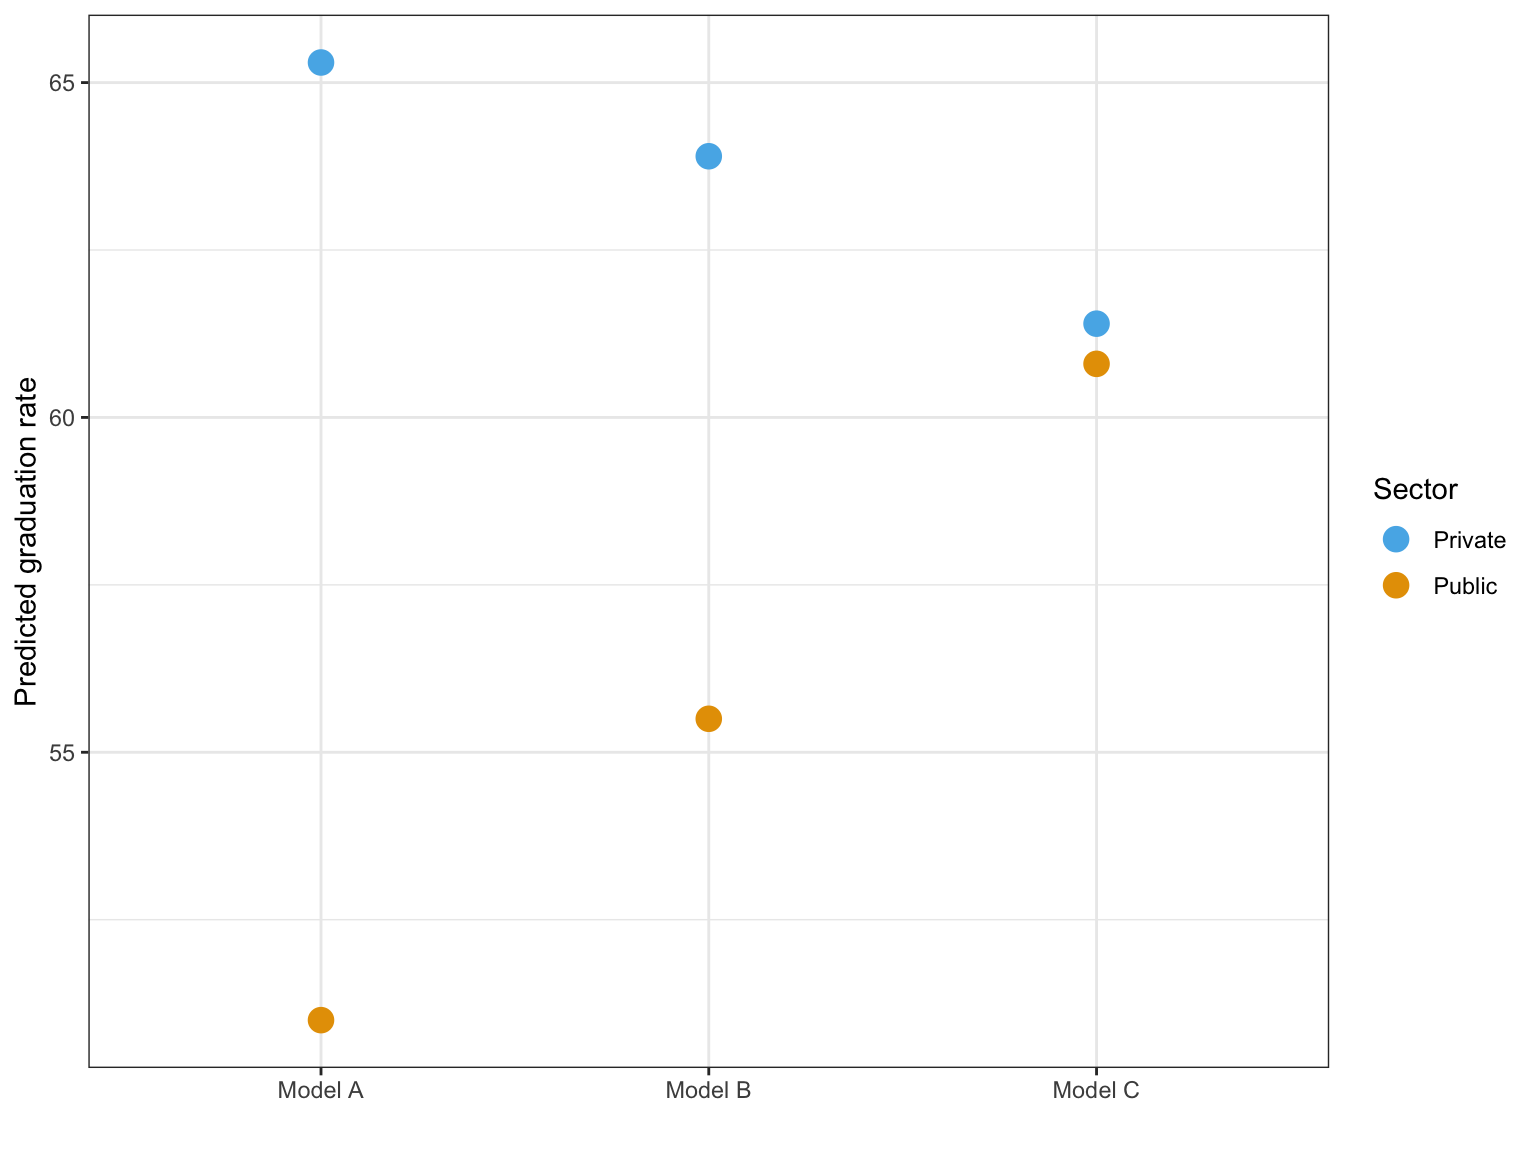 Predicted graduation rate
65
60
55
Model A
Model B
Model C
Sector
Private
Public